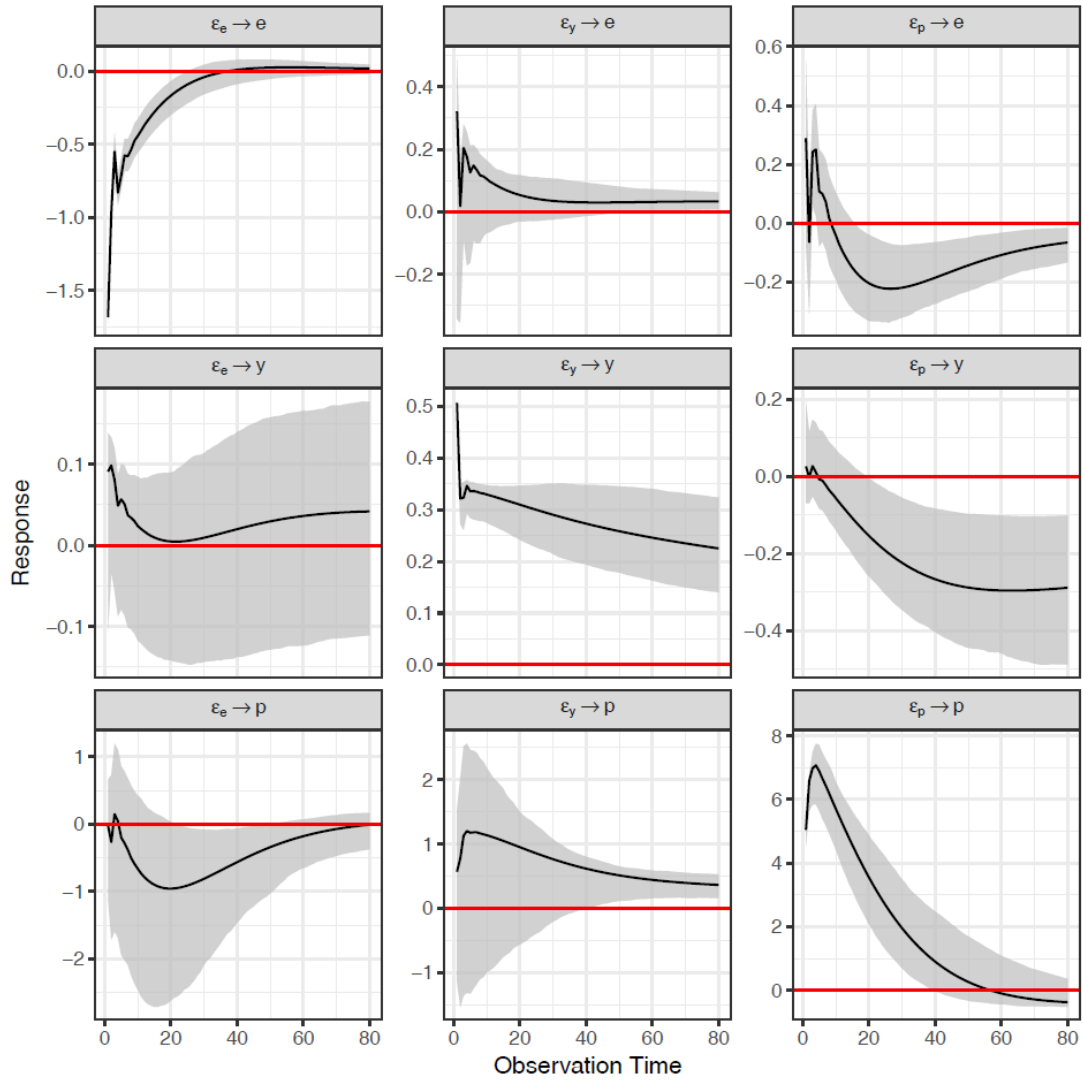 εe → e
εy → e
εp → e
0.0
−0.5
−1.0
−1.5
0.4
0.2
0.0
−0.2
0.6
0.4
0.2
0.0
−0.2
εe → y
εy → y
εp → y
0.1
0.0
−0.1
0.5
0.4
0.3
0.2
0.1
0.0
0.2
0.0
−0.2
−0.4
Response
εe → p
εy → p
εp → p
1
0
−1
−2
2
1
0
−1
8
6
4
2
0
0 20 40 60 80
0 20 40 60 80
0 20 40 60 80
Observation Time